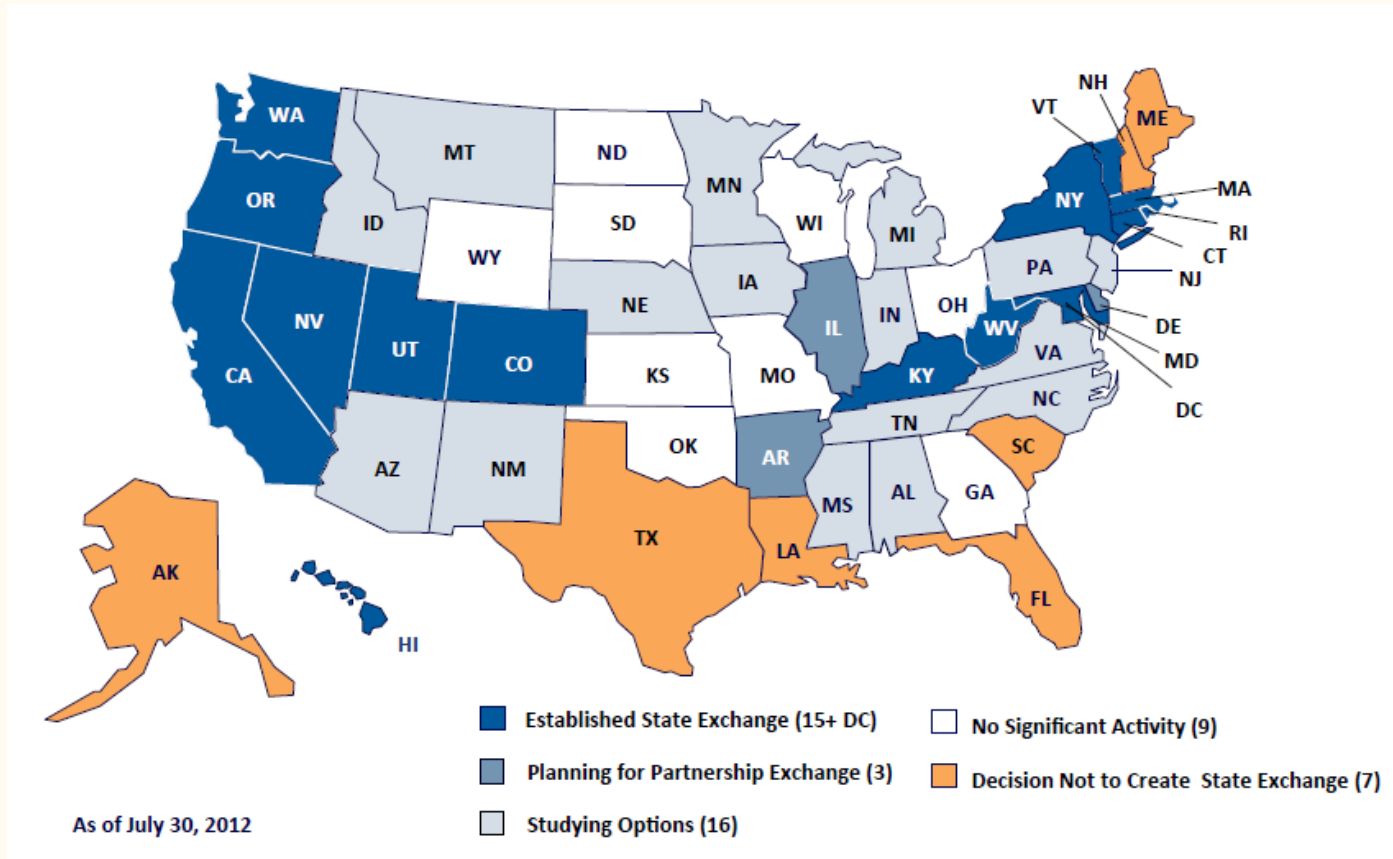 NH
VT
ME
WA
MT
ND
MN
OR
ID
SD
WI
MI
NY
MA
RI
CT
WY
PA
NJ
NE
IA
NV
UT
CO
IL
IN
OH
WV
DE
MD
VA
CA
KS
MO
KY
NC
DC
TN
AZ
NM
OK
AR
SC
MS
AL
GA
TX
LA
AK
FL
HI
Established State Exchange (15+ DC)
No Significant Activity (9)
Planning for Partnership Exchange (3)
Decision Not to Create State Exchange (7)
As of July 30, 2012
Studying Options (16)